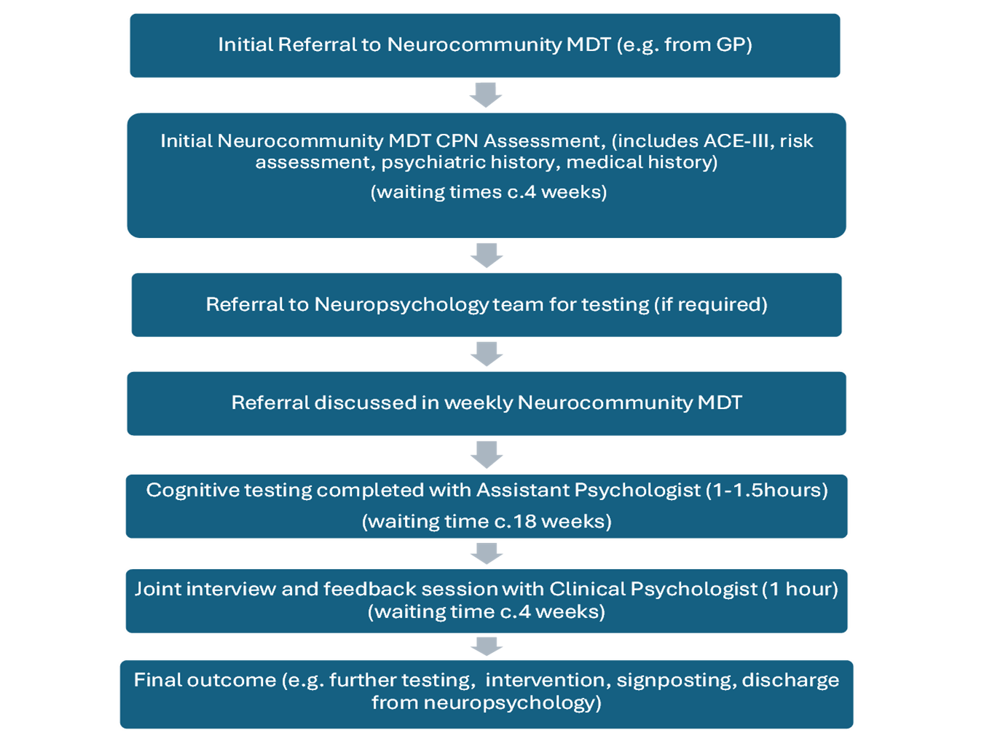 Initial Referral to Neurocommunity MDT (e.g. from GP)
Initial Neurocommunity MDT CPN Assessment, (includes ACE-III, risk
assessment, psychiatric history, medical history)
(waiting times c.4 weeks)
Referral to Neuropsychology team for testing (if required)
Referral discussed in weekly Neurocommunity MDT
Cognitive testing completed with Assistant Psychologist (1-1.5hours)
(waiting time c.18 weeks)
Joint interview and feedback session with Clinical Psychologist (1 hour)
(waiting time c.4 weeks)
Final outcome (e.g. further testing,  intervention, signposting, discharge
from neuropsychology)